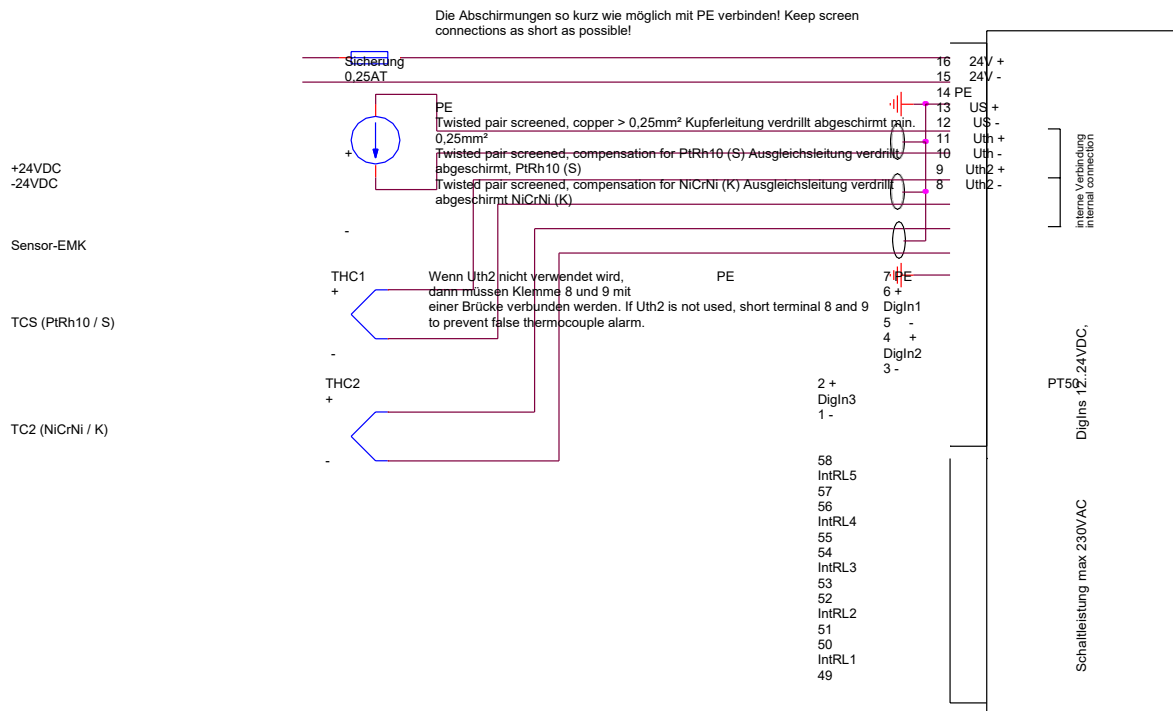 Die Abschirmungen so kurz wie möglich mit PE verbinden! Keep screen
connections as short as possible!
Sicherung
0,25AT
16 24V +
15 24V -
14 PE
13 US +
12 US -
11 Uth +
10 Uth -
9 Uth2 +
8 Uth2 -
PE
Twisted pair screened, copper > 0,25mm² Kupferleitung verdrillt abgeschirmt min.
0,25mm²
Twisted pair screened, compensation for PtRh10 (S) Ausgleichsleitung verdrillt
abgeschirmt, PtRh10 (S)
Twisted pair screened, compensation for NiCrNi (K) Ausgleichsleitung verdrillt
abgeschirmt NiCrNi (K)
+
-
+24VDC
-24VDC
Sensor-EMK
interne Verbindung
internal connection
THC1
+
-
TCS (PtRh10 / S)
Wenn Uth2 nicht verwendet wird,
dann müssen Klemme 8 und 9 mit
einer Brücke verbunden werden. If Uth2 is not used, short terminal 8 and 9
to prevent false thermocouple alarm.
PE
7 PE
6 +
DigIn1
5 -
4 +
DigIn2
3 -
THC2
+
-
TC2 (NiCrNi / K)
2 +
DigIn3
1 -
PT50
DigIns 12..24VDC,
58
IntRL5
57
56
IntRL4
55
54
IntRL3
53
52
IntRL2
51
50
IntRL1
49
Schaltleistung max 230VAC